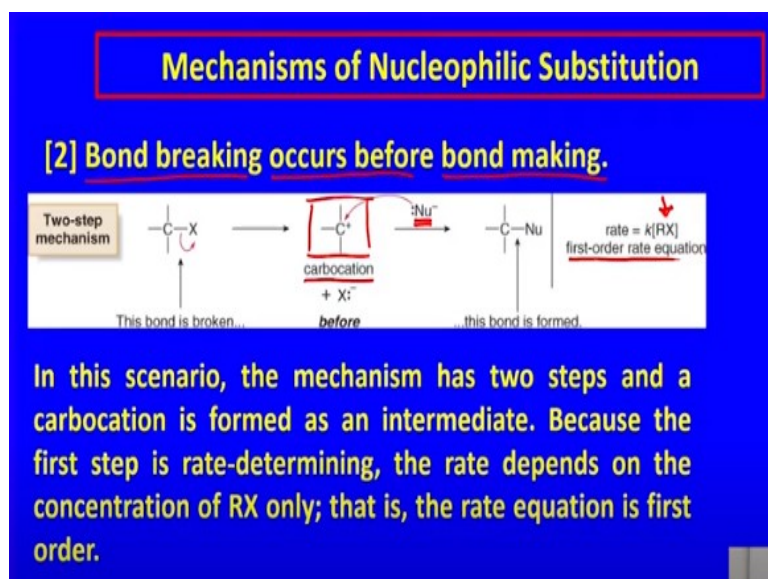 Mechanisms of Nucleophilic Substitution
[2] Bond breaking occurs before bond making.
Two-step
mechanism
–C–X
–C+
:Nu–
–C–Nu
rate = k[RX]
first-order rate equation
carbocation
+ X:–
This bond is broken...
before
...this bond is formed.
In this scenario, the mechanism has two steps and a
carbocation is formed as an intermediate. Because the
first step is rate-determining, the rate depends on the
concentration of RX only; that is, the rate equation is first
order.